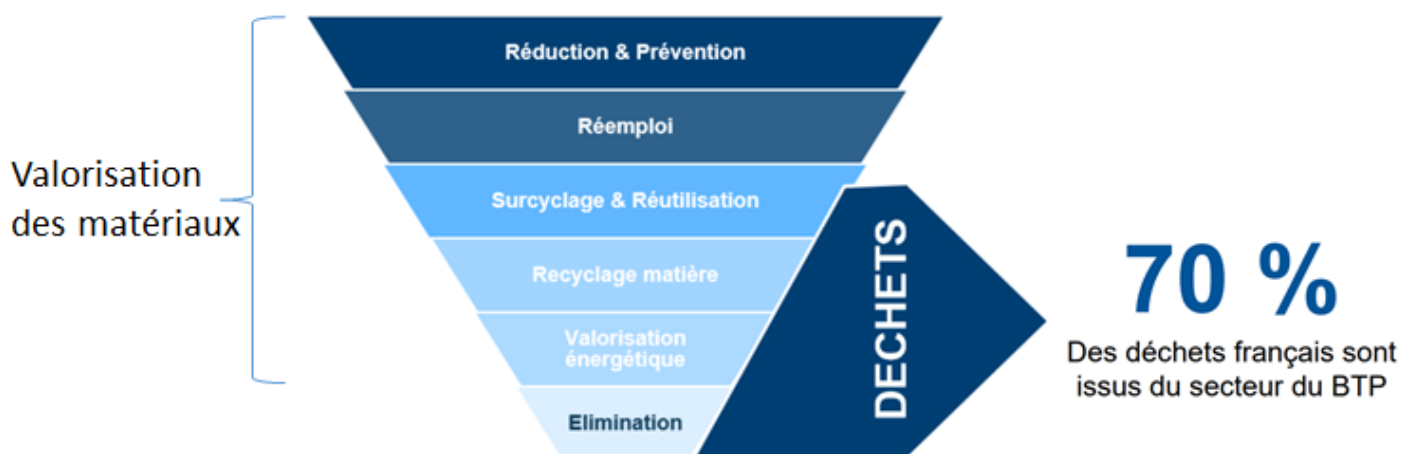 Valorisation
des matériaux
Réduction & Prévention
Réemploi
Surcyclage & Réutilisation
Recyclage matière
Valorisation
énergétique
Elimination
DECHETS
70 %
Des déchets français sont
issus du secteur du BTP